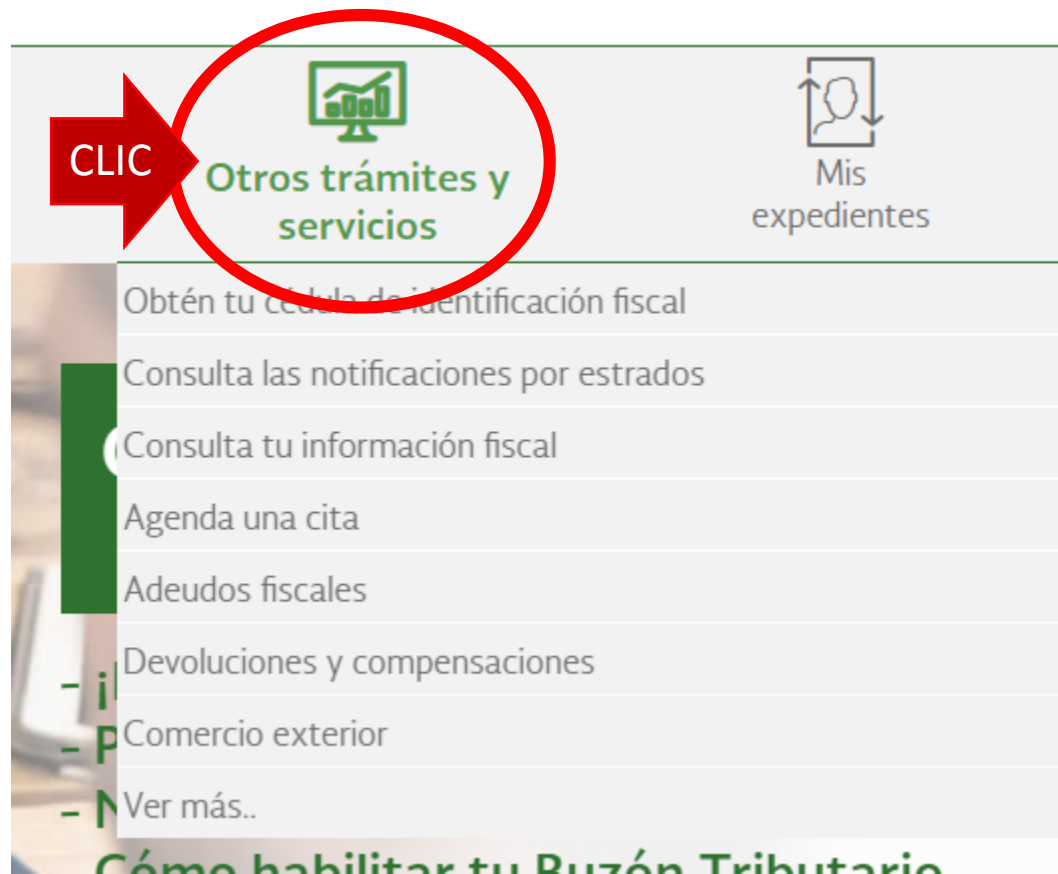 CLIC
Otros trámites y
servicios
Mis
expedientes
Obtén tu cédula de identificación fiscal
Consulta las notificaciones por estrados
Consulta tu información fiscal
Agenda una cita
Adeudos fiscales
Devoluciones y compensaciones
Comercio exterior
Ver más..
Cómo habilitar tu Buzón Tributario